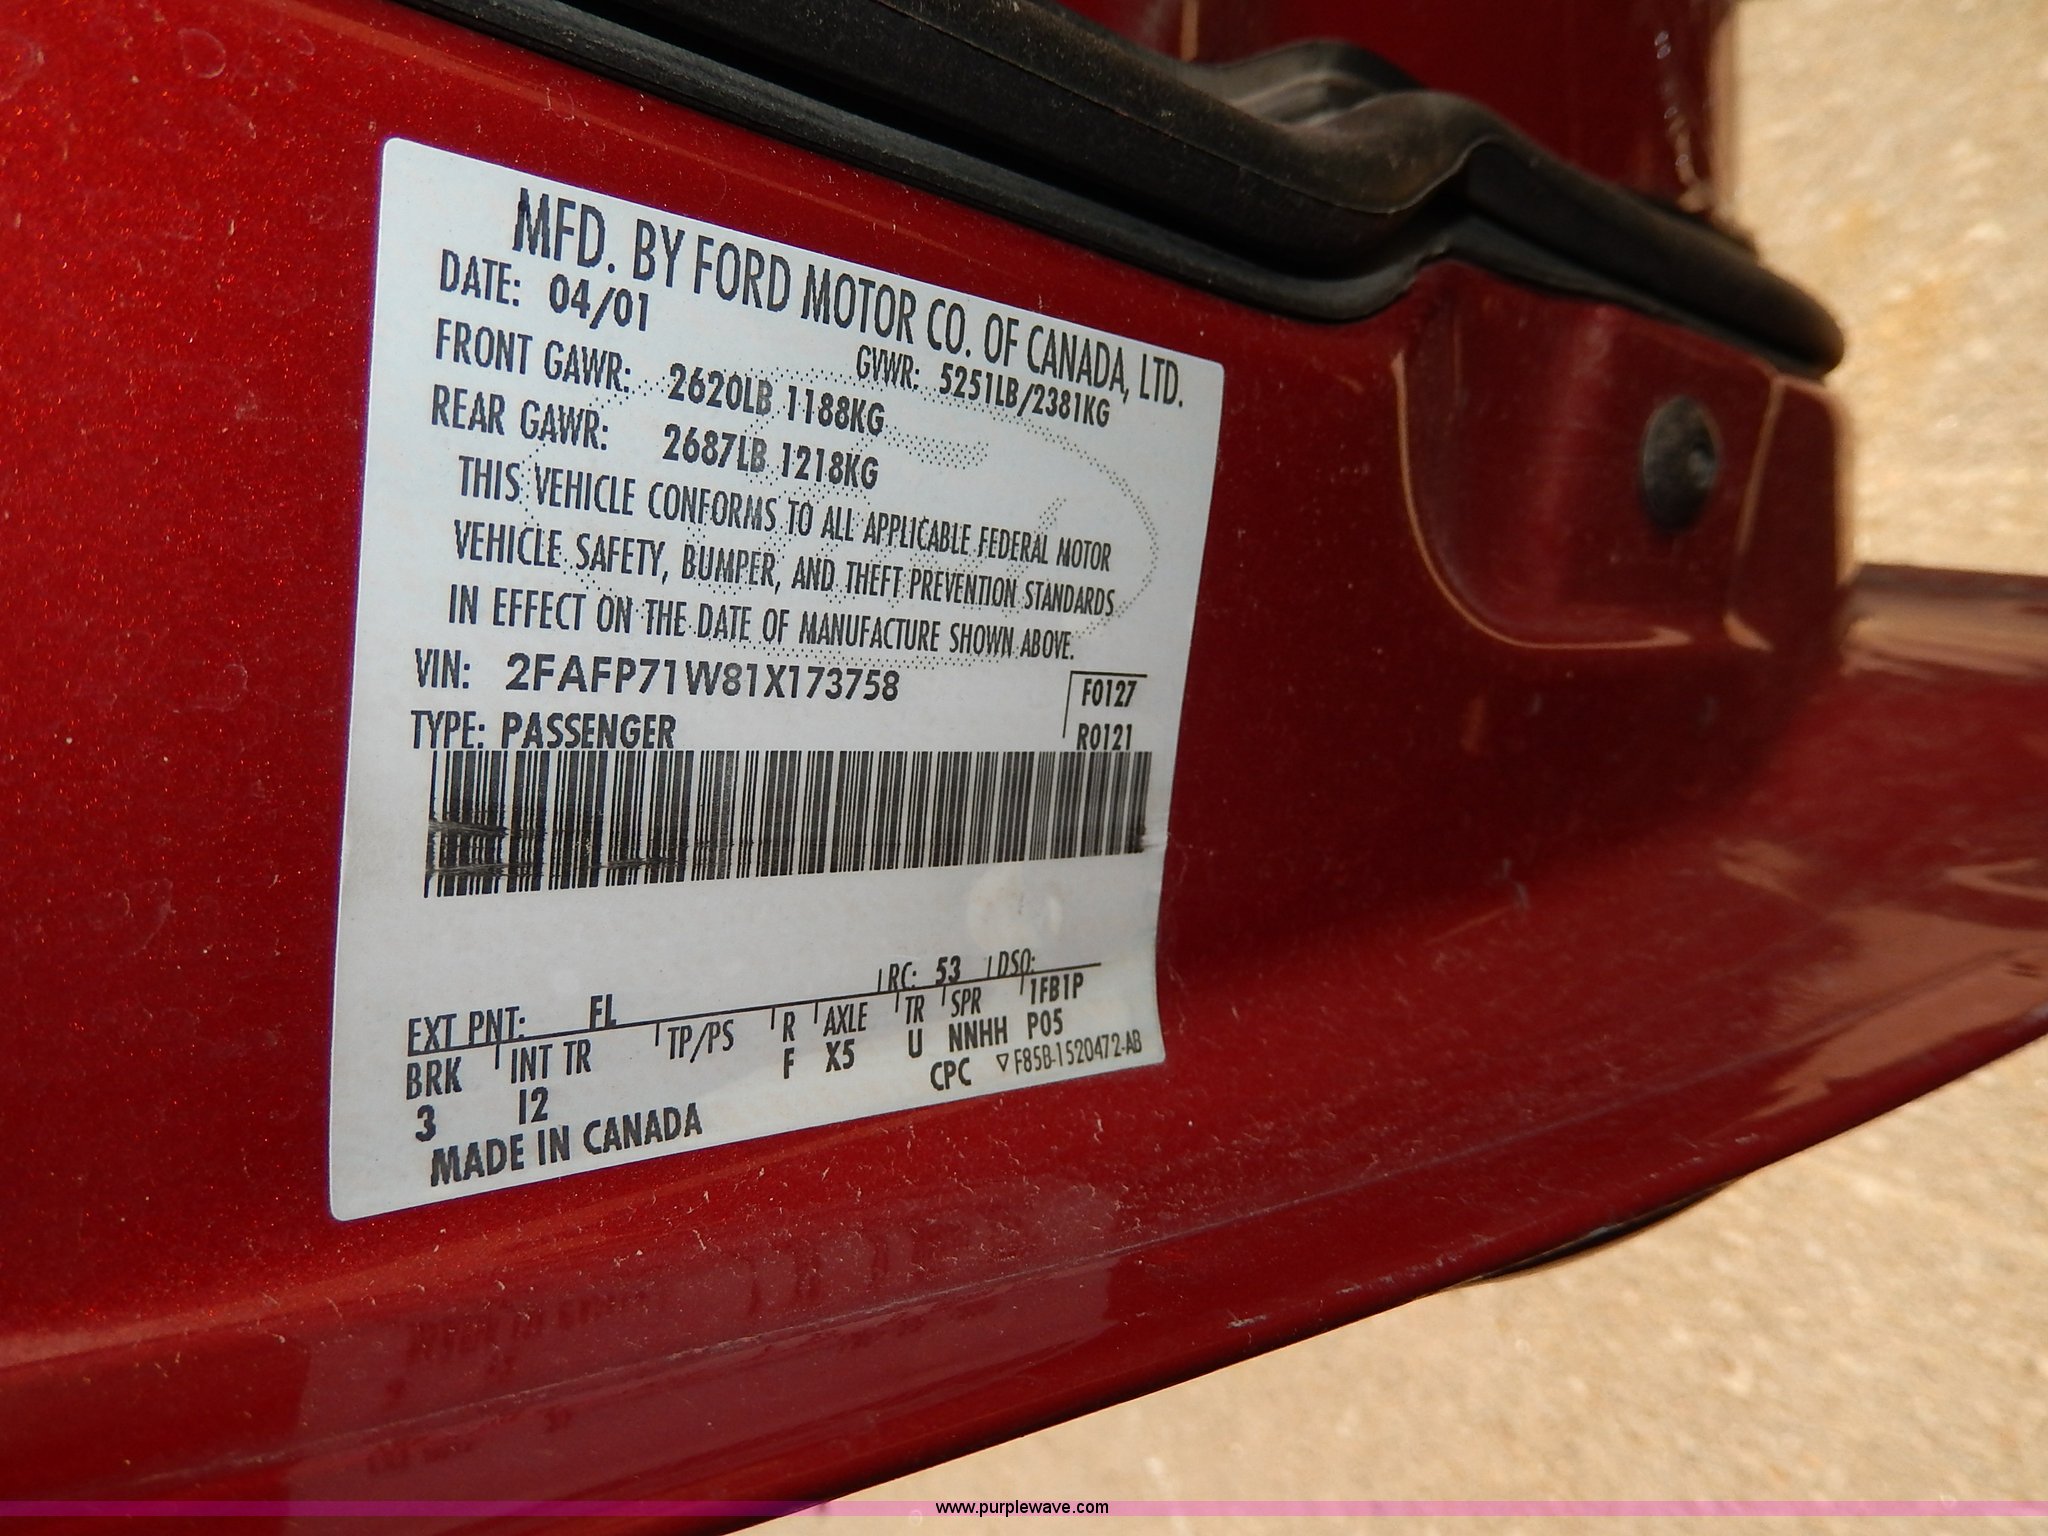 MFD. BY FORD MOTOR CO. OF CANADA, LTD.
DATE: 04/01
GVWR: 5251LB/2381KG
FRONT GAWR: 2620LB 1188KG
REAR GAWR: 2687LB 1218KG
THIS VEHICLE CONFORMS TO ALL APPLICABLE FEDERAL MOTOR
VEHICLE SAFETY, BUMPER, AND THEFT PREVENTION STANDARDS
IN EFFECT ON THE DATE OF MANUFACTURE SHOWN ABOVE.
VIN: 2FAFP71W81X173758
F0127
TYPE: PASSENGER
R0121
EXT PNT: FL RC: 53 DSO:
BRK INT TR TP/PS R AXLE TR SPR 1FB1P
3 12 F X5 U NNHH P05
CPC ▽F85B-1520472-AB
MADE IN CANADA
www.purplewave.com